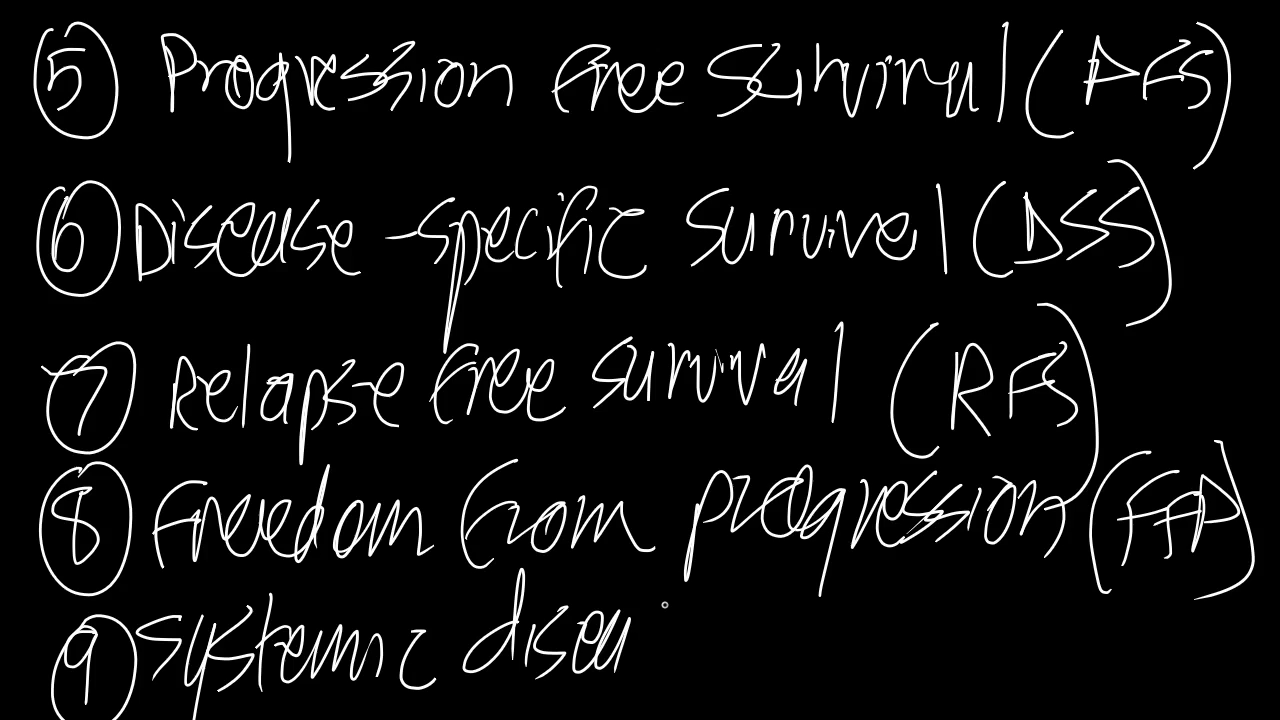 5 Progression Free Survival (PFS)
6 Disease-specific Survival (DSS)
7 Relapse Free survival (RFS)
8 Freedom From progression (FFP)
9 Systemic disea